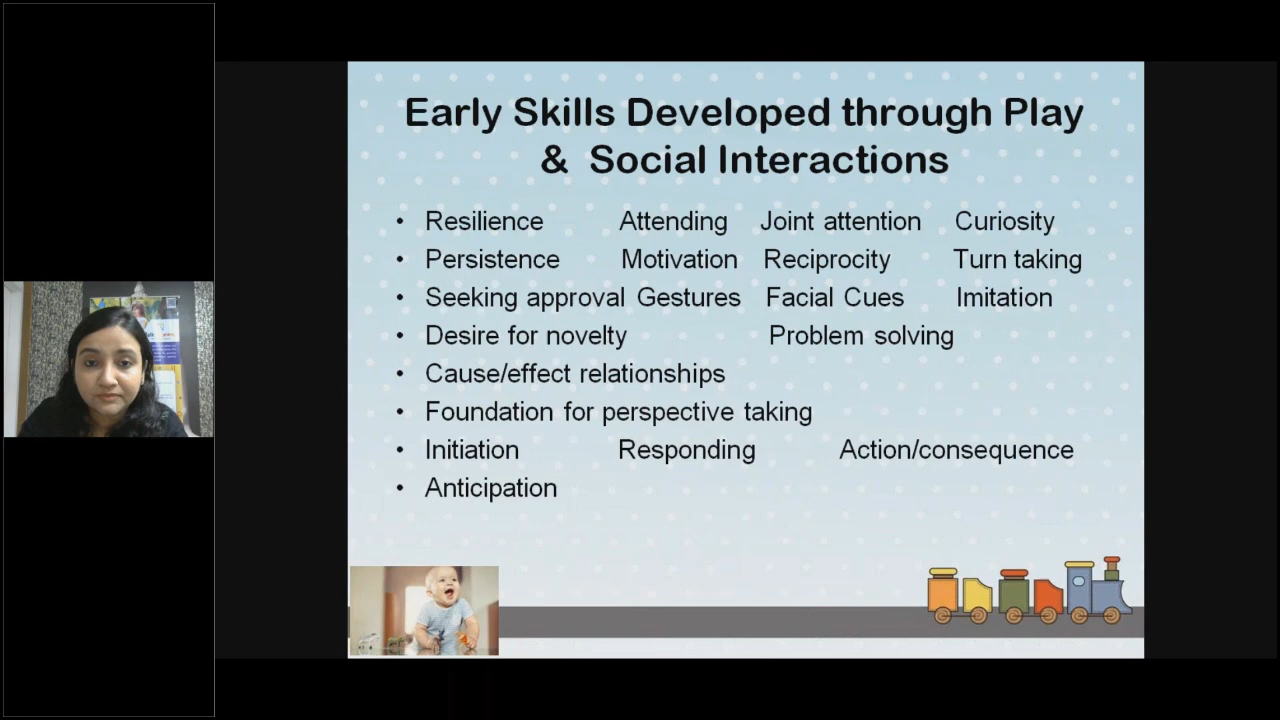 Early Skills Developed through Play
& Social Interactions
• Resilience Attending Joint attention Curiosity
• Persistence Motivation Reciprocity Turn taking
• Seeking approval Gestures Facial Cues Imitation
• Desire for novelty Problem solving
• Cause/effect relationships
• Foundation for perspective taking
• Initiation Responding Action/consequence
• Anticipation